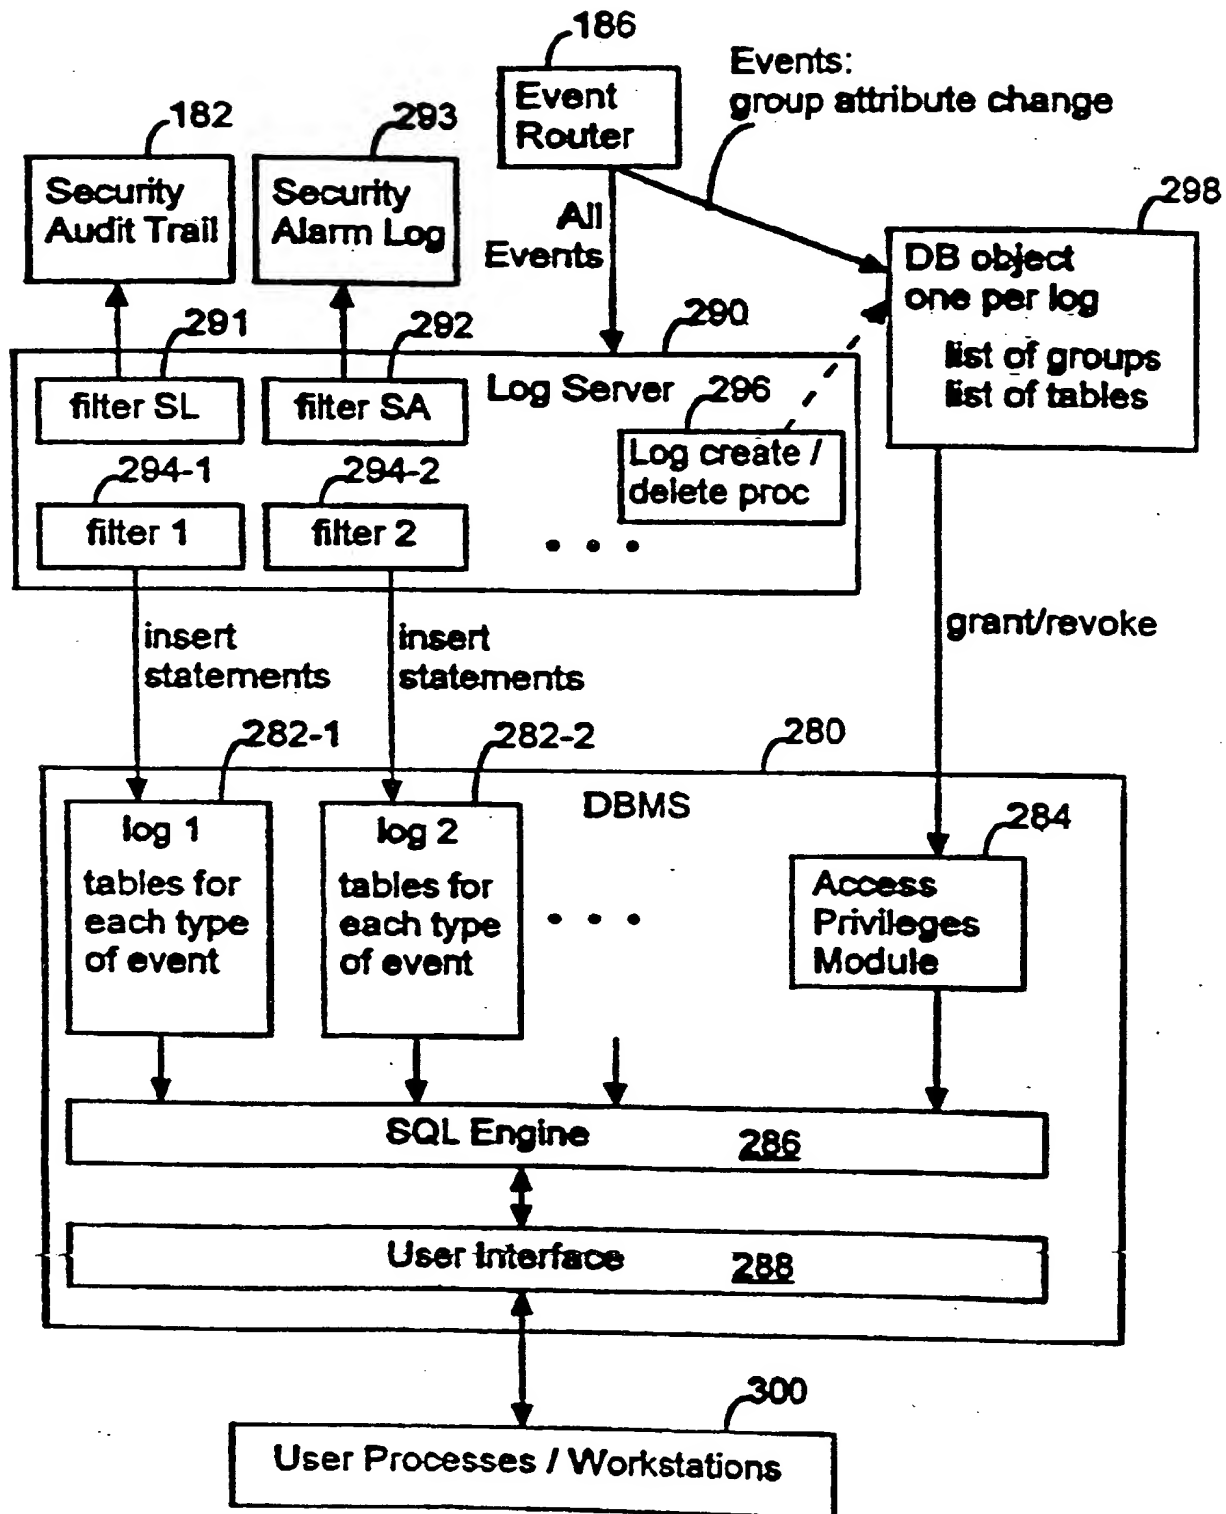 186
Event
Router
Events:
group attribute change
182
Security
Audit Trail
293
Security
Alarm Log
All
Events
298
DB object
one per log
list of groups
list of tables
291
filter SL
292
filter SA
290
Log Server
296
Log create /
delete proc
294-1
filter 1
294-2
filter 2
• • •
insert
statements
insert
statements
grant/revoke
282-1
log 1
tables for
each type
of event
282-2
log 2
tables for
each type
of event
• • •
280
DBMS
284
Access
Privileges
Module
SQL Engine 286
User Interface 288
300
User Processes / Workstations